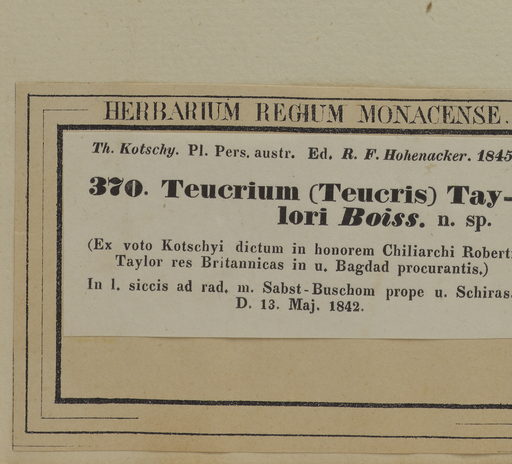 HERBARIUM REGIUM MONACENSE.
Th. Kotschy. Pl. Pers. austr. Ed. R. F. Hohenacker. 1845
370. Teucrium (Teucris) Tay-
lori Boiss. n. sp.
(Ex voto Kotschyi dictum in honorem Chiliarchi Roberti
Taylor res Britannicas in u. Bagdad procurantis.)
In l. siccis ad rad. m. Sabst-Buschom prope u. Schiras.
D. 13. Maj. 1842.